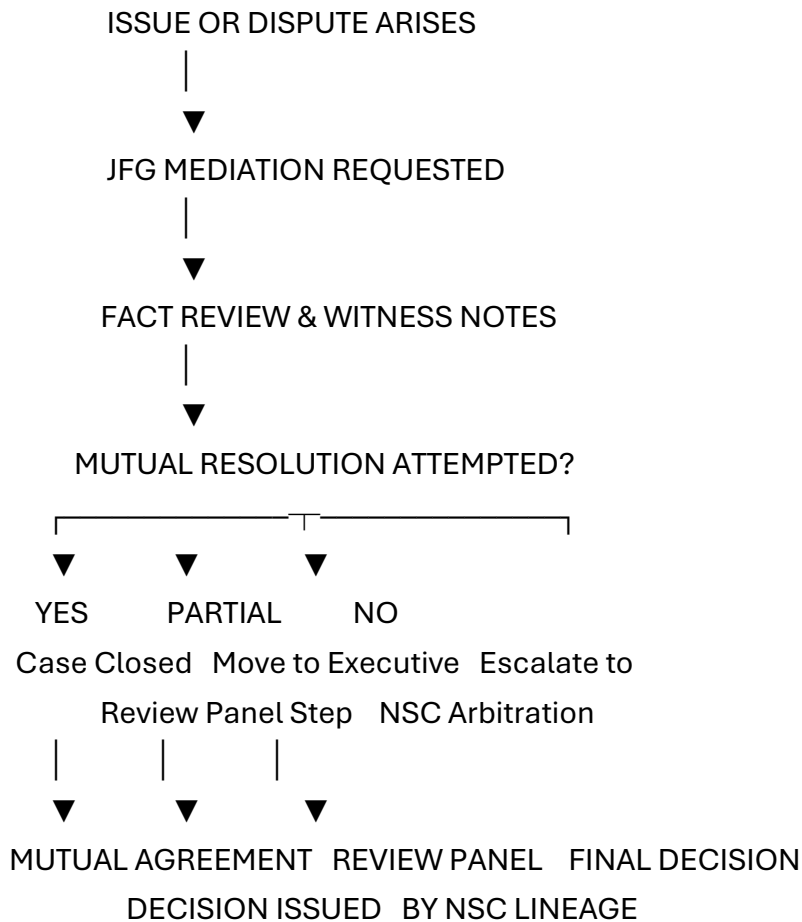 ISSUE OR DISPUTE ARISES
│
▼
JFG MEDIATION REQUESTED
│
▼
FACT REVIEW & WITNESS NOTES
│
▼
MUTUAL RESOLUTION ATTEMPTED?
┌───────────────┬────────────────┐
▼ ▼ ▼
YES PARTIAL NO
Case Closed Move to Executive Escalate to
Review Panel Step NSC Arbitration
│ │ │
▼ ▼ ▼
MUTUAL AGREEMENT REVIEW PANEL FINAL DECISION
DECISION ISSUED BY NSC LINEAGE